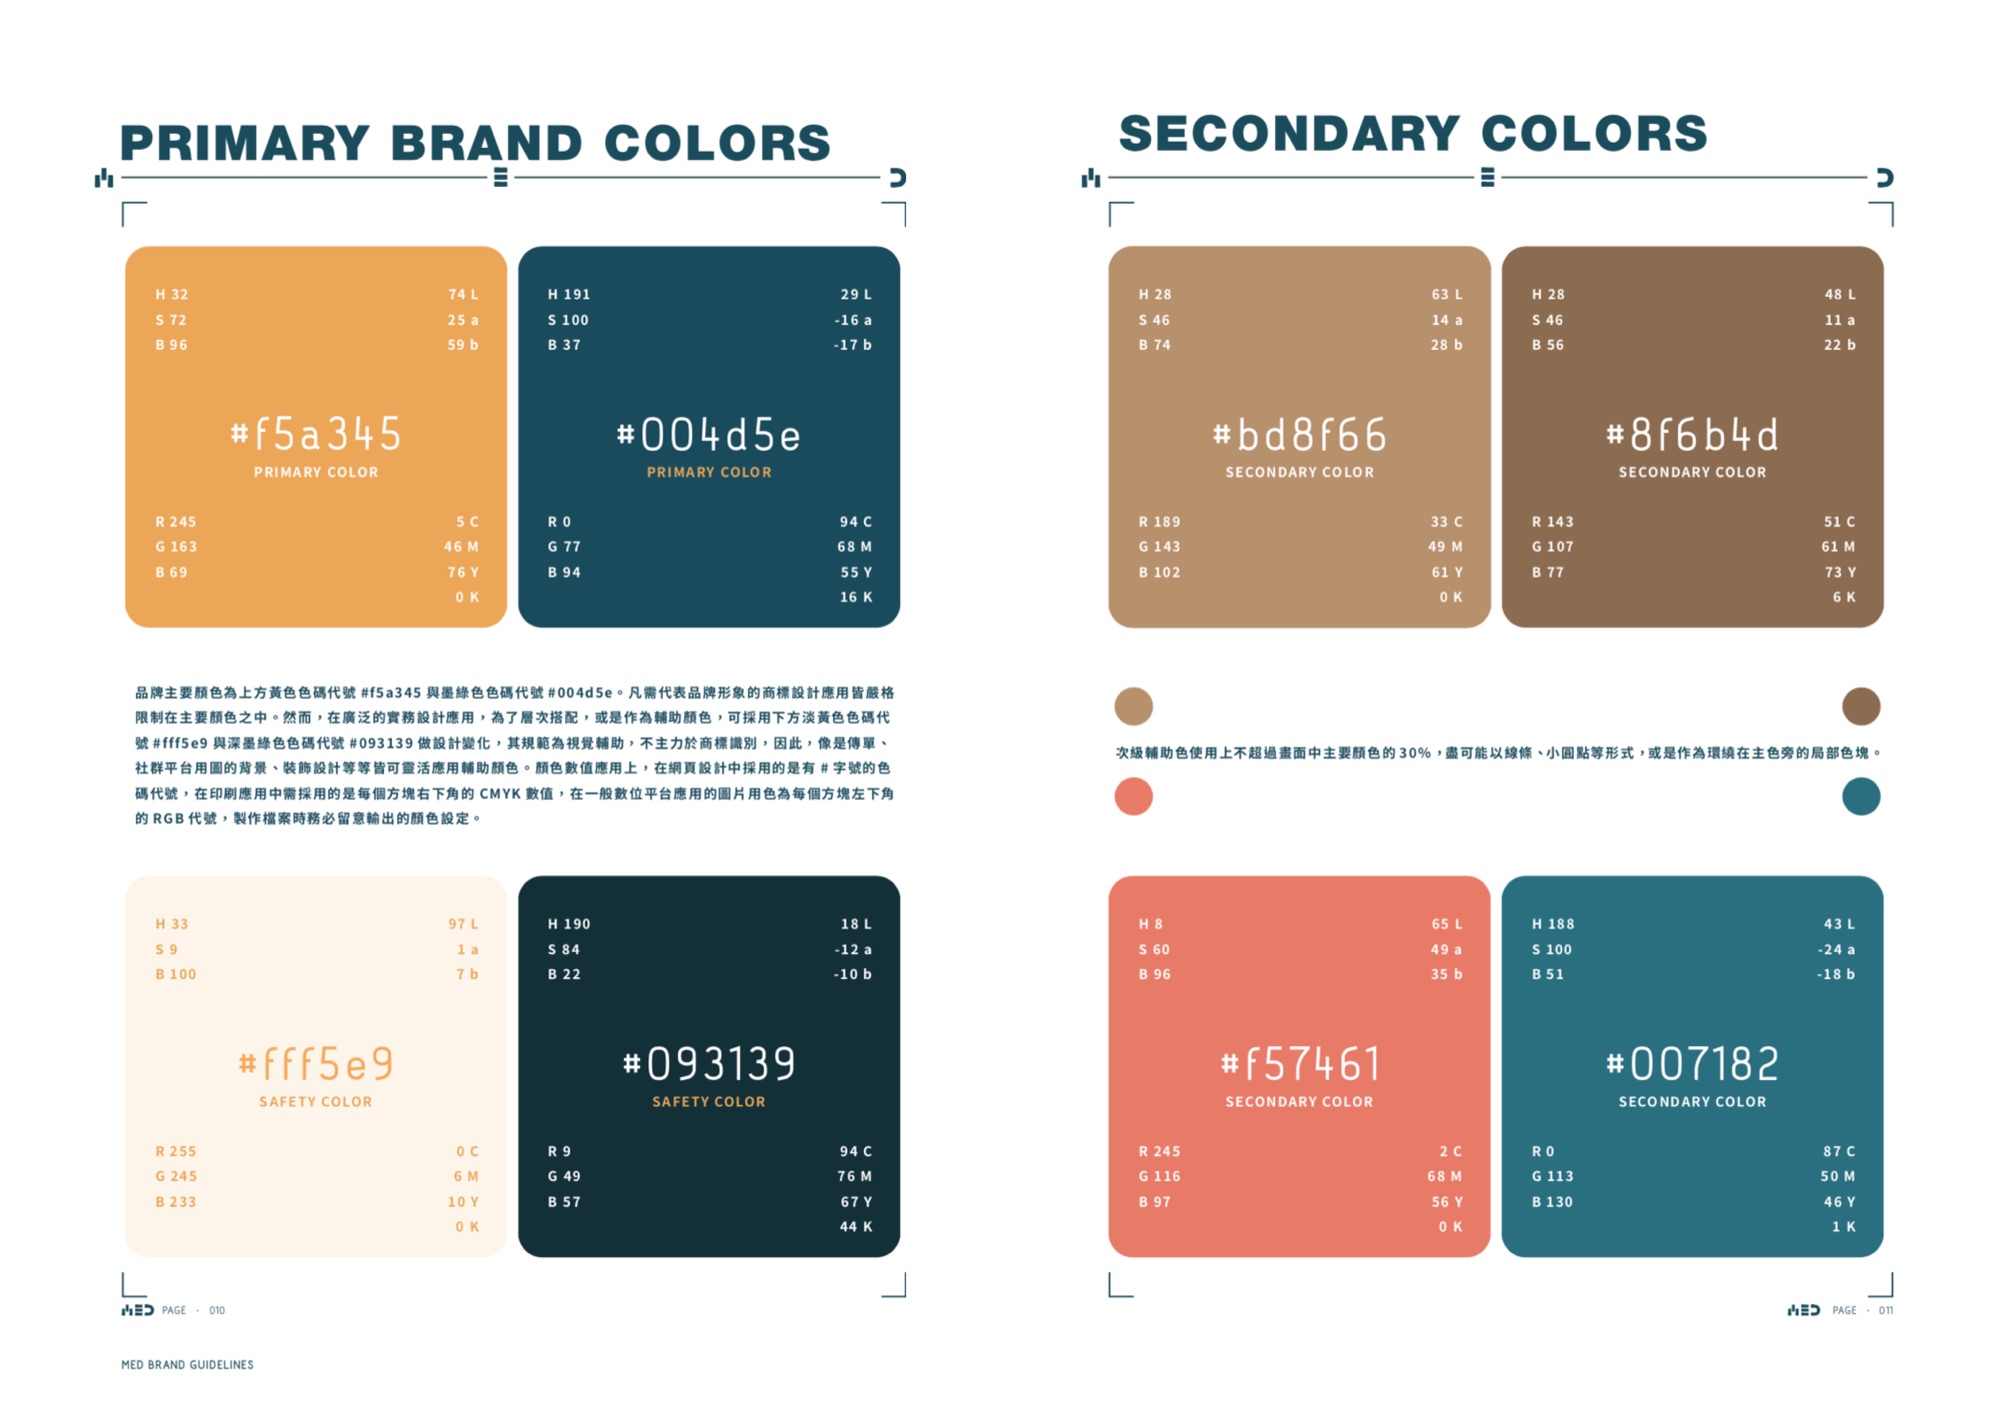 PRIMARY BRAND COLORS
H 32
S 72
B 96
74 L
25 a
59 b
#f5a345
PRIMARY COLOR
R 245
G 163
B 69
5 C
46 M
76 Y
0 K
H 191
S 100
B 37
29 L
-16 a
-17 b
#004d5e
PRIMARY COLOR
R 0
G 77
B 94
94 C
68 M
55 Y
16 K
品牌主要顏色為上方黃色色碼代號 #f5a345 與墨綠色色碼代號 #004d5e。凡需代表品牌形象的商標設計應用皆嚴格
限制在主要顏色之中。然而，在廣泛的實務設計應用，為了層次搭配，或是作為輔助顏色，可採用下方淡黃色色碼代
號 #fff5e9 與深墨綠色色碼代號 #093139 做設計變化，其規範為視覺輔助，不主力於商標識別，因此，像是傳單、
社群平台用圖的背景、裝飾設計等等皆可靈活應用輔助顏色。顏色數值應用上，在網頁設計中採用的是有 # 字號的色
碼代號，在印刷應用中需採用的是每個方塊右下角的 CMYK 數值，在一般數位平台應用的圖片用色為每個方塊左下角
的 RGB 代號，製作檔案時務必留意輸出的顏色設定。
H 33
S 9
B 100
97 L
1 a
7 b
#fff5e9
SAFETY COLOR
R 255
G 245
B 233
0 C
6 M
10 Y
0 K
H 190
S 84
B 22
18 L
-12 a
-10 b
#093139
SAFETY COLOR
R 9
G 49
B 57
94 C
76 M
67 Y
44 K
MED PAGE · 010
MED BRAND GUIDELINES
SECONDARY COLORS
H 28
S 46
B 74
63 L
14 a
28 b
#bd8f66
SECONDARY COLOR
R 189
G 143
B 102
33 C
49 M
61 Y
0 K
H 28
S 46
B 56
48 L
11 a
22 b
#8f6b4d
SECONDARY COLOR
R 143
G 107
B 77
51 C
61 M
73 Y
6 K
次級輔助色使用上不超過畫面中主要顏色的30%，盡可能以線條、小圓點等形式，或是作為環繞在主色旁的局部色塊。
H 8
S 60
B 96
65 L
49 a
35 b
#f57461
SECONDARY COLOR
R 245
G 116
B 97
2 C
68 M
56 Y
0 K
H 188
S 100
B 51
43 L
-24 a
-18 b
#007182
SECONDARY COLOR
R 0
G 113
B 130
87 C
50 M
46 Y
1 K
MED PAGE · 011